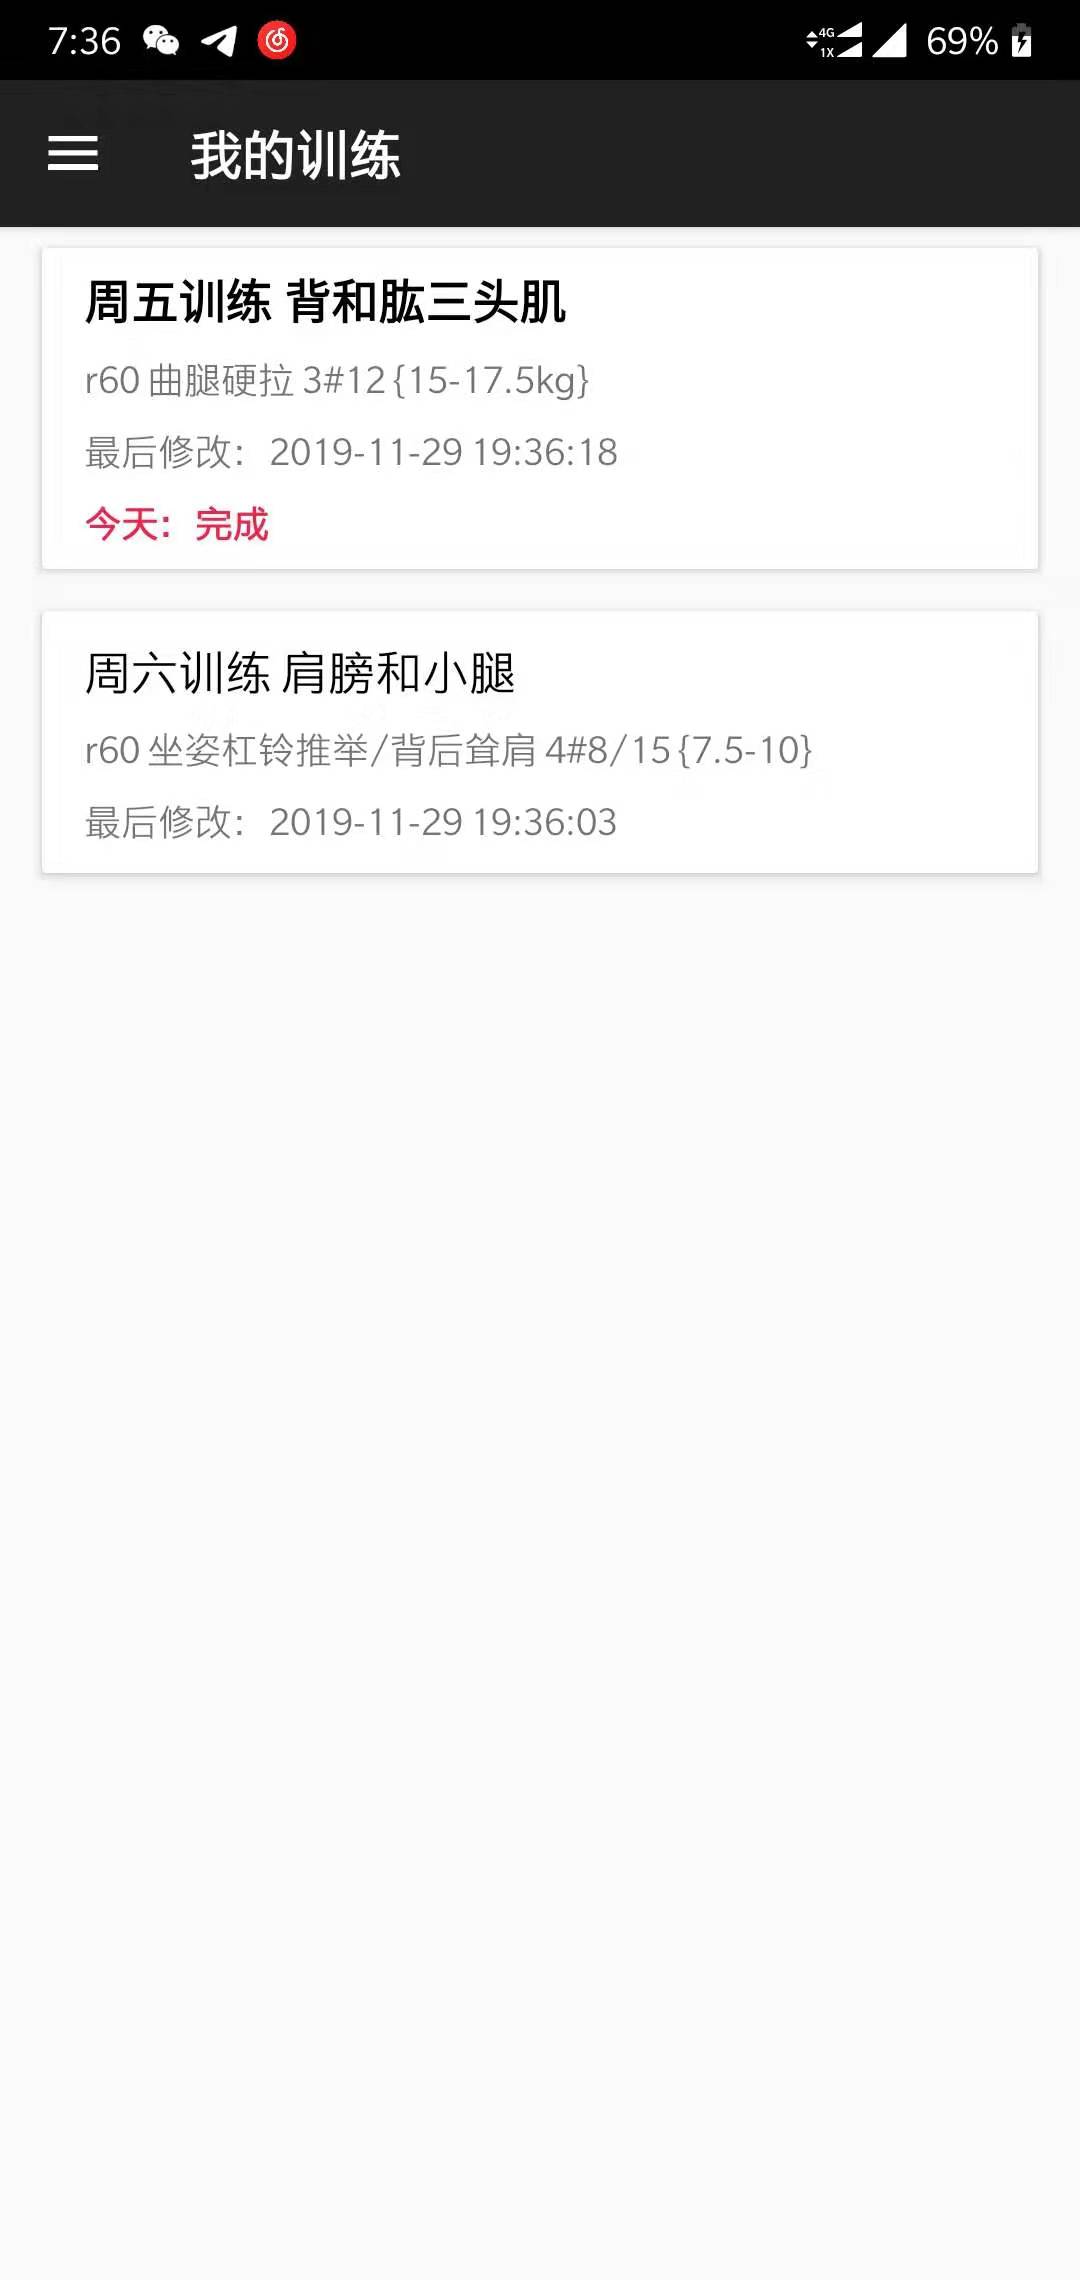 7:36 4G 1X 69%
我的训练
周五训练 背和肱三头肌
r60 曲腿硬拉 3#12 {15-17.5kg}
最后修改：2019-11-29 19:36:18
今天：完成
周六训练 肩膀和小腿
r60 坐姿杠铃推举/背后耸肩 4#8/15 {7.5-10}
最后修改：2019-11-29 19:36:03